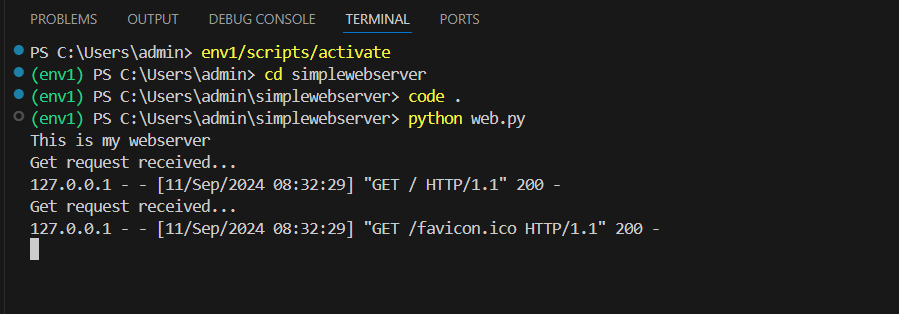 PROBLEMS OUTPUT DEBUG CONSOLE TERMINAL PORTS
PS C:\Users\admin> env1/scripts/activate
(env1) PS C:\Users\admin> cd simplewebserver
(env1) PS C:\Users\admin\simplewebserver> code .
(env1) PS C:\Users\admin\simplewebserver> python web.py
This is my webserver
Get request received...
127.0.0.1 - - [11/Sep/2024 08:32:29] "GET / HTTP/1.1" 200 -
Get request received...
127.0.0.1 - - [11/Sep/2024 08:32:29] "GET /favicon.ico HTTP/1.1" 200 -